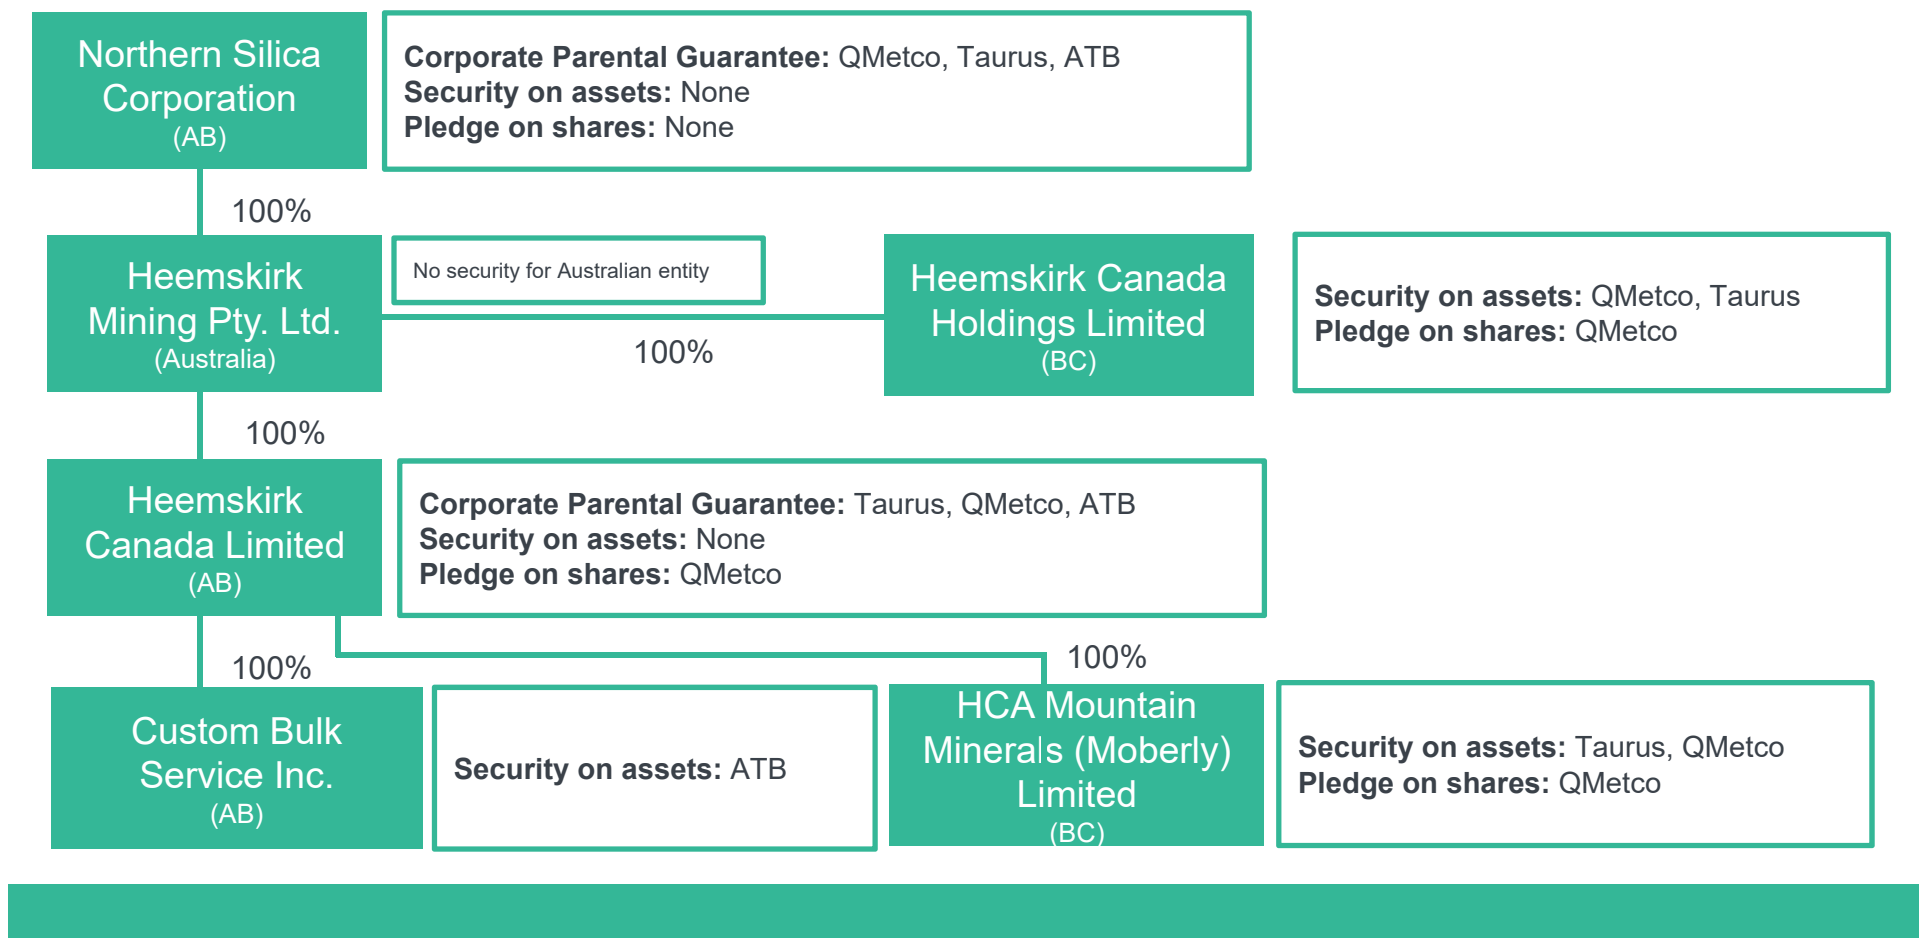 Northern Silica
Corporation
(AB)
Corporate Parental Guarantee: QMetco, Taurus, ATB
Security on assets: None
Pledge on shares: None
100%
Heemskirk
Mining Pty. Ltd.
(Australia)
No security for Australian entity
100%
Heemskirk Canada
Holdings Limited
(BC)
Security on assets: QMetco, Taurus
Pledge on shares: QMetco
100%
Heemskirk
Canada Limited
(AB)
Corporate Parental Guarantee: Taurus, QMetco, ATB
Security on assets: None
Pledge on shares: QMetco
100%
100%
Custom Bulk
Service Inc.
(AB)
Security on assets: ATB
HCA Mountain
Minerals (Moberly)
Limited
(BC)
Security on assets: Taurus, QMetco
Pledge on shares: QMetco